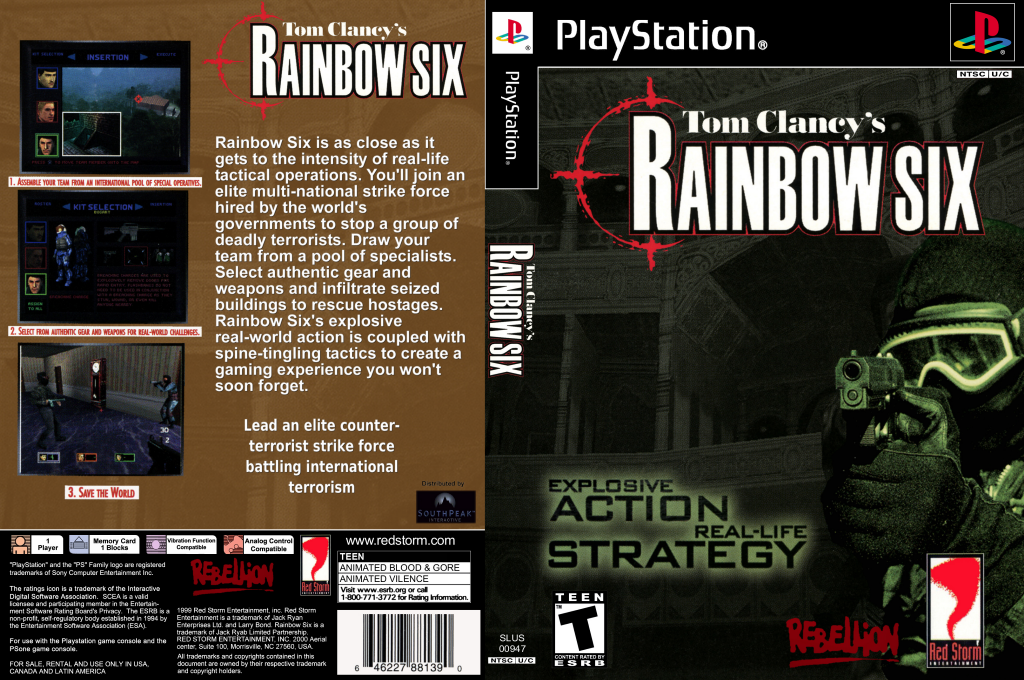 KIT SELECTION
INSERTION
EXECUTE
1. ASSEMBLE YOUR TEAM FROM AN INTERNATIONAL POOL OF SPECIAL OPERATIVES.
ROSTER
KIT SELECTION
INSERTION
2. SELECT FROM AUTHENTIC GEAR AND WEAPONS FOR REAL-WORLD CHALLENGES.
30
2
3. SAVE THE WORLD
Tom Clancy's
RAINBOW SIX
Rainbow Six is as close as it
gets to the intensity of real-life
tactical operations. You'll join an
elite multi-national strike force
hired by the world's
governments to stop a group of
deadly terrorists. Draw your
team from a pool of specialists.
Select authentic gear and
weapons and infiltrate seized
buildings to rescue hostages.
Rainbow Six's explosive
real-world action is coupled with
spine-tingling tactics to create a
gaming experience you won't
soon forget.
Lead an elite counter-
terrorist strike force
battling international
terrorism
Distributed by
SOUTHPEAK
INTERACTIVE
1
Player
Memory Card
1 Blocks
Vibration Function
Compatible
Analog Control
Compatible
"PlayStation" and the "PS" Family logo are registered
trademarks of Sony Computer Entertainment Inc.
The ratings icon is a trademark of the Interactive
Digital Software Association. SCEA is a valid
licensee and participating member in the Entertain-
ment Software Rating Board's Privacy. The ESRB is a
non-profit, self-regulatory body established in 1994 by
the Entertainment Software Association (ESA).
For use with the Playstation game console and the
PSone game console.
FOR SALE, RENTAL AND USE ONLY IN USA,
CANADA AND LATIN AMERICA
REBELLION
Red Storm
ENTERTAINMENT
1999 Red Storm Entertainment, inc. Red Storm
Entertainment is a trademark of Jack Ryan
Enterprises Ltd. and Larry Bond. Rainbow Six is a
trademark of Jack Ryab Limited Partnership.
RED STORM ENTERTAINMENT, INC. 2000 Aerial
center, Suite 100, Morrisville, NC 27560, USA.
All trademarks and copyrights contained in this
document are owned by their respective trademark
and copyright holders.
www.redstorm.com
TEEN
ANIMATED BLOOD & GORE
ANIMATED VILENCE
Visit www.esrb.org or call
1-800-771-3772 for Rating Information.
6 46227 88139 0
®
PlayStation®
Tom Clancy's
RAINBOW SIX
SLUS
00947
NTSC U/C
PlayStation®
®
NTSC U/C
Tom Clancy's
RAINBOW SIX
EXPLOSIVE
ACTION
REAL-LIFE
STRATEGY
TEEN
T
TM
CONTENT RATED BY
ESRB
REBELLION
Red Storm
ENTERTAINMENT